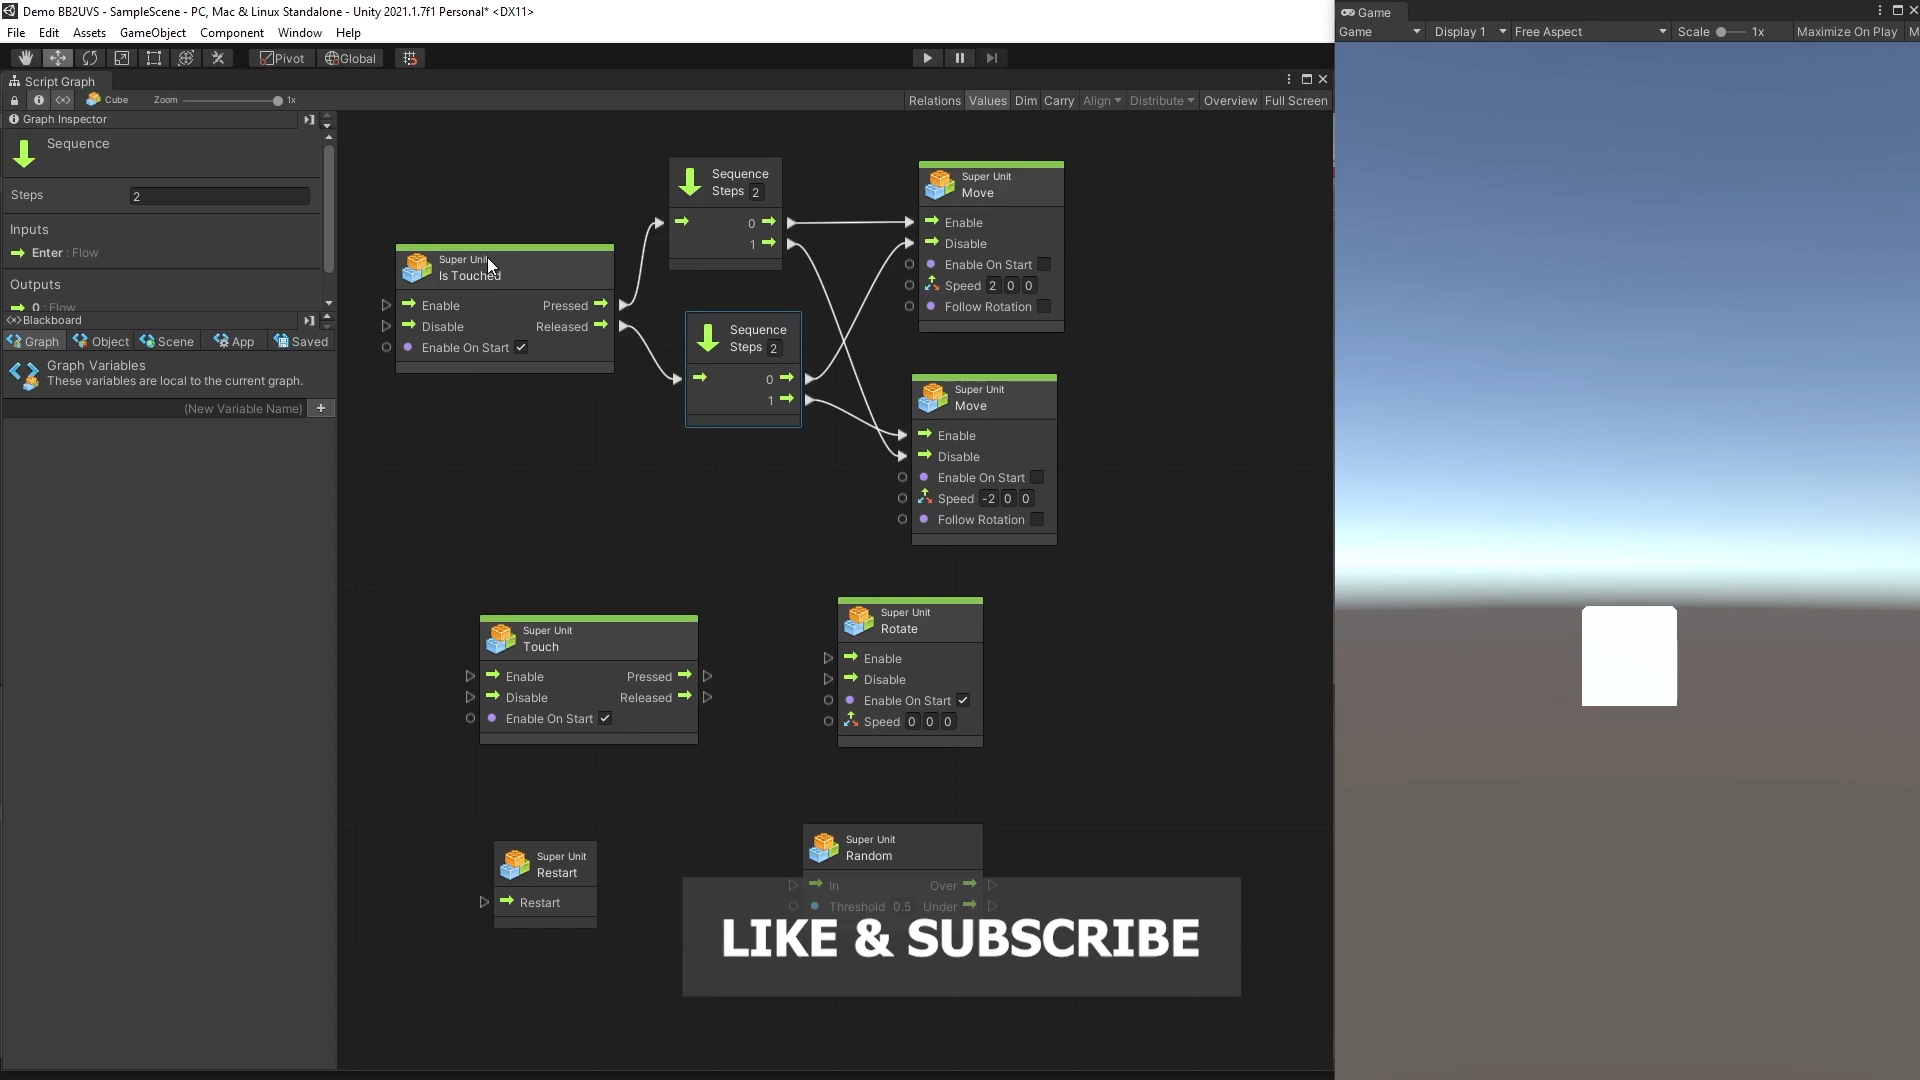 Demo BB2UVS - SampleScene - PC, Mac & Linux Standalone - Unity 2021.1.7f1 Personal* <DX11>
File Edit Assets GameObject Component Window Help
Pivot Global
Script Graph
Cube Zoom 1x Relations Values Dim Carry Align Distribute Overview Full Screen
Graph Inspector
Sequence
Steps 2
Inputs
Enter : Flow
Outputs
0 : Flow
<x>Blackboard
Graph Object Scene App Saved
Graph Variables
These variables are local to the current graph.
(New Variable Name) +
Super Unit
Is Touched
Enable Pressed
Disable Released
Enable On Start
Sequence
Steps 2
0
1
Sequence
Steps 2
0
1
Super Unit
Move
Enable
Disable
Enable On Start
Speed 2 0 0
Follow Rotation
Super Unit
Move
Enable
Disable
Enable On Start
Speed -2 0 0
Follow Rotation
Super Unit
Touch
Enable Pressed
Disable Released
Enable On Start
Super Unit
Rotate
Enable
Disable
Enable On Start
Speed 0 0 0
Super Unit
Restart
Restart
Super Unit
Random
In Over
Threshold 0.5 Under
LIKE & SUBSCRIBE
Game
Game Display 1 Free Aspect Scale 1x Maximize On Play M